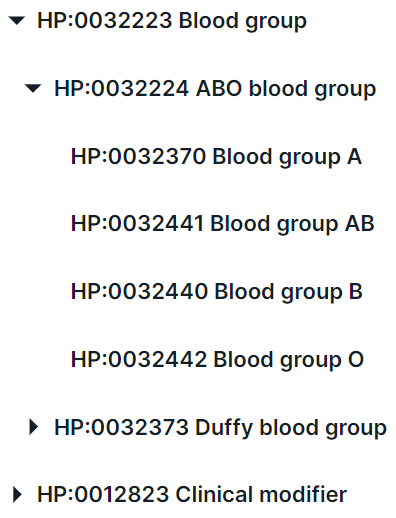 HP:0032223 Blood group
HP:0032224 ABO blood group
HP:0032370 Blood group A
HP:0032441 Blood group AB
HP:0032440 Blood group B
HP:0032442 Blood group O
HP:0032373 Duffy blood group
HP:0012823 Clinical modifier